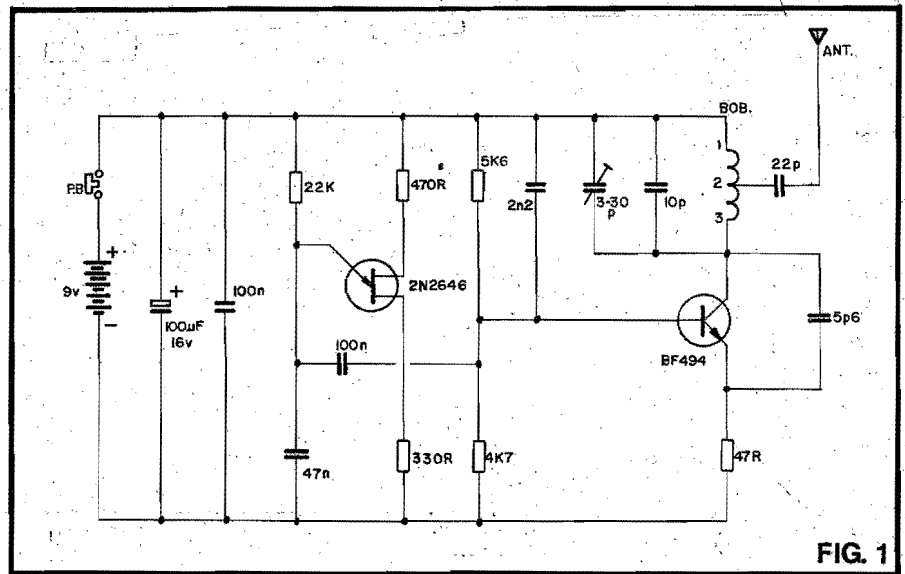 ANT.
BOB.
1
2
3
22p
P.B
9v
+
-
+
100µF
16v
100n
22K
470R
5K6
2n2
3-30
p
10p
2N2646
100n
5p6
BF494
47n
330R
4K7
47R
FIG. 1